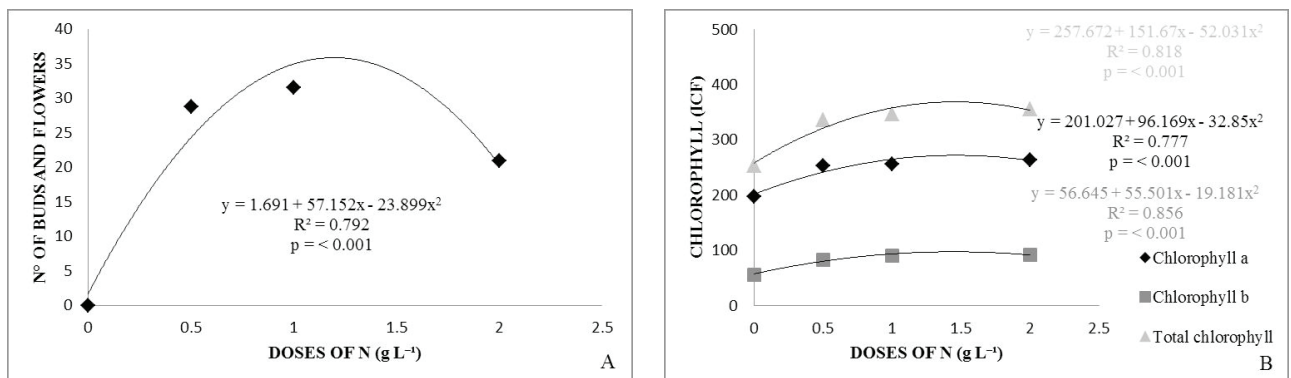 N° OF BUDS AND FLOWERS
40
35
30
25
20
15
10
5
0
y = 1.691 + 57.152x - 23.899x²
R² = 0.792
p = < 0.001
0
0.5
1
1.5
2
2.5
DOSES OF N (g L⁻¹)
A
CHLOROPHYLL (ICF)
500
400
300
200
100
0
y = 257.672 + 151.67x - 52.031x²
R² = 0.818
p = < 0.001
y = 201.027 + 96.169x - 32.85x²
R² = 0.777
p = < 0.001
y = 56.645 + 55.501x - 19.181x²
R² = 0.856
p = < 0.001
Chlorophyll a
Chlorophyll b
Total chlorophyll
0
0.5
1
1.5
2
2.5
DOSES OF N (g L⁻¹)
B